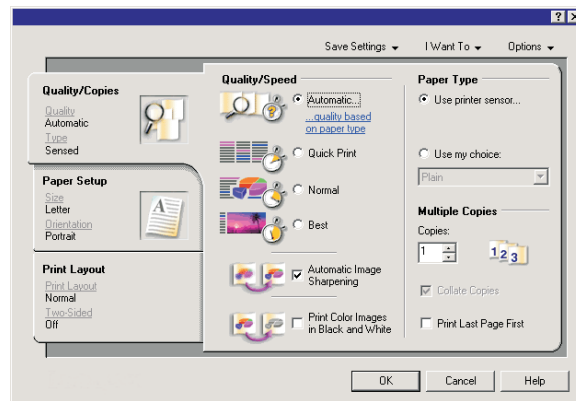 Save Settings I Want To Options
Quality/Copies
Quality
Automatic
Type
Sensed
Paper Setup
Size
Letter
Orientation
Portrait
Print Layout
Print Layout
Normal
Two-Sided
Off
Quality/Speed
Automatic...
...quality based
on paper type
Quick Print
Normal
Best
Automatic Image
Sharpening
Print Color Images
in Black and White
Paper Type
Use printer sensor...
Use my choice:
Plain
Multiple Copies
Copies:
1
1 2 3
Collate Copies
Print Last Page First
OK Cancel Help